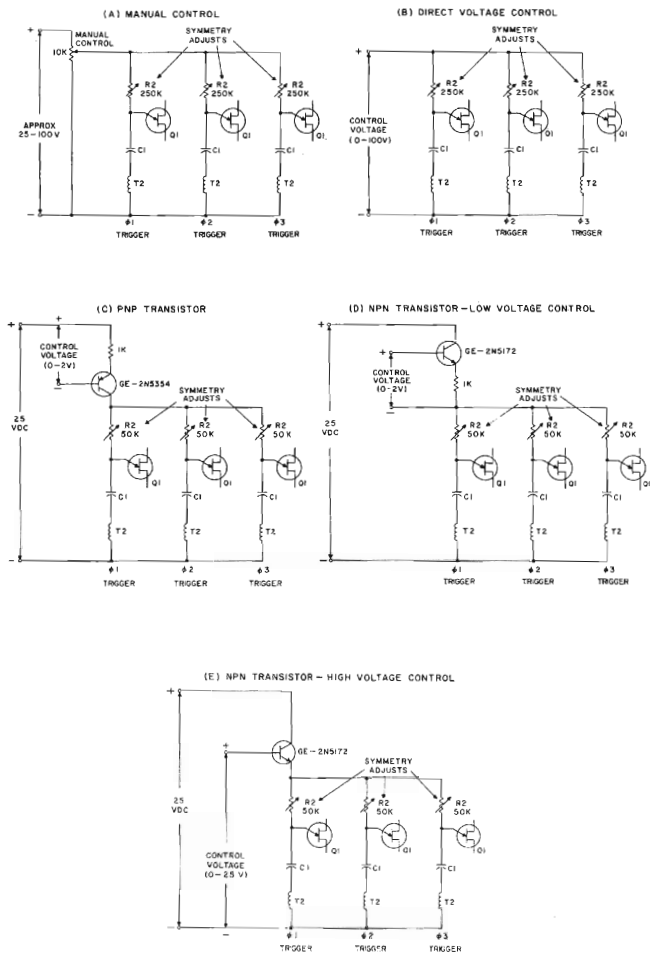 (A) MANUAL CONTROL
+
MANUAL
CONTROL
10K
SYMMETRY
ADJUSTS
R2
250K
R2
250K
R2
250K
Q1
Q1
Q1
APPROX
25-100V
C1
C1
C1
T2
T2
T2
−
φ1
φ2
φ3
TRIGGER
TRIGGER
TRIGGER
(B) DIRECT VOLTAGE CONTROL
+
SYMMETRY
ADJUSTS
R2
250K
R2
250K
R2
250K
Q1
Q1
Q1
CONTROL
VOLTAGE
(0-100V)
C1
C1
C1
T2
T2
T2
−
φ1
φ2
φ3
TRIGGER
TRIGGER
TRIGGER
(C) PNP TRANSISTOR
+
+
CONTROL
VOLTAGE
(0-2V)
−
1K
GE-2N5354
SYMMETRY
ADJUSTS
25
VDC
R2
50K
R2
50K
R2
50K
Q1
Q1
Q1
C1
C1
C1
T2
T2
T2
−
φ1
φ2
φ3
TRIGGER
TRIGGER
TRIGGER
(D) NPN TRANSISTOR-LOW VOLTAGE CONTROL
+
GE-2N5172
+
CONTROL
VOLTAGE
(0-2V)
−
1K
SYMMETRY
ADJUSTS
25
VDC
R2
50K
R2
50K
R2
50K
Q1
Q1
Q1
C1
C1
C1
T2
T2
T2
−
φ1
φ2
φ3
TRIGGER
TRIGGER
TRIGGER
(E) NPN TRANSISTOR-HIGH VOLTAGE CONTROL
+
+
GE-2N5172
SYMMETRY
ADJUSTS
25
VDC
R2
50K
R2
50K
R2
50K
Q1
Q1
Q1
CONTROL
VOLTAGE
(0-25 V)
C1
C1
C1
T2
T2
T2
−
−
φ1
φ2
φ3
TRIGGER
TRIGGER
TRIGGER